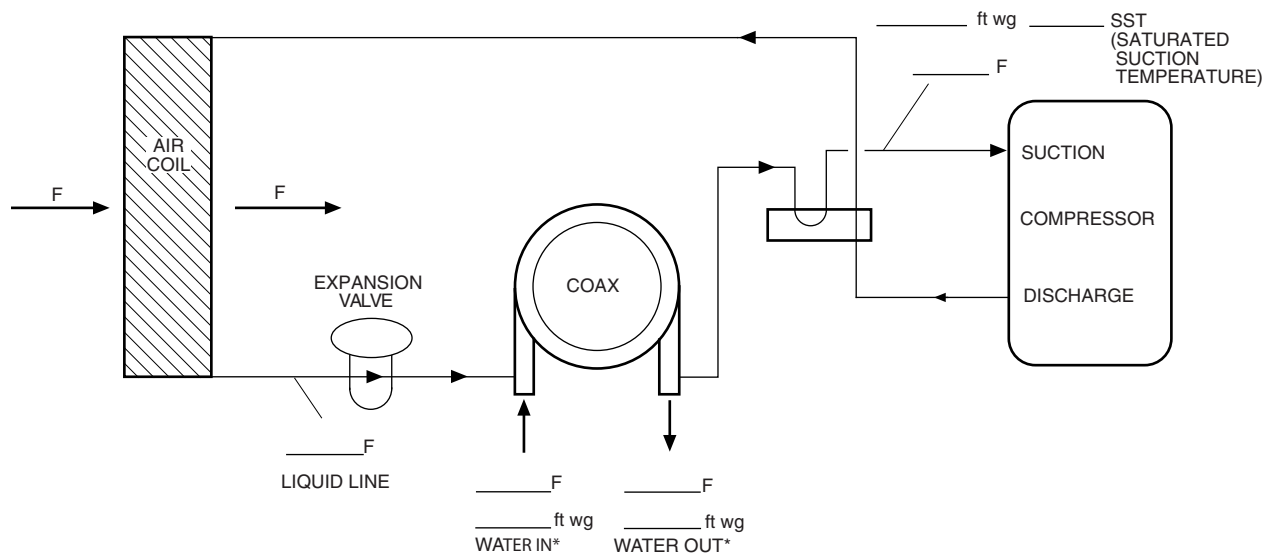 ft wg SST
(SATURATED
SUCTION
TEMPERATURE)
F
AIR
COIL
SUCTION
F
F
COMPRESSOR
EXPANSION
VALVE
COAX
DISCHARGE
F
LIQUID LINE
F
F
ft wg
ft wg
WATER IN*
WATER OUT*